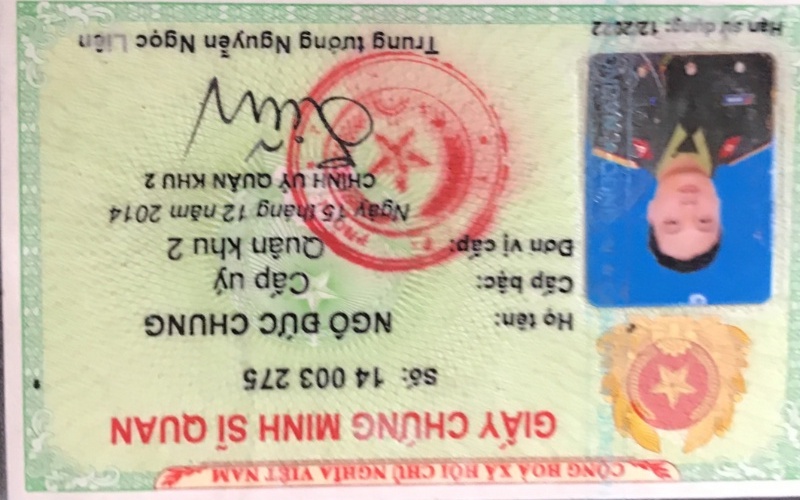 CỘNG HOÀ XÃ HỘI CHỦ NGHĨA VIỆT NAM
GIẤY CHỨNG MINH SĨ QUAN
Số: 14 003 275
Họ tên: NGÔ ĐỨC CHUNG
Cấp bậc: Cấp uý
Đơn vị cấp: Quân khu 2
Ngày 15 tháng 12 năm 2014
CHÍNH UỶ QUÂN KHU 2
Trung tướng Nguyễn Ngọc Liên
Hạn sử dụng: 12/2022